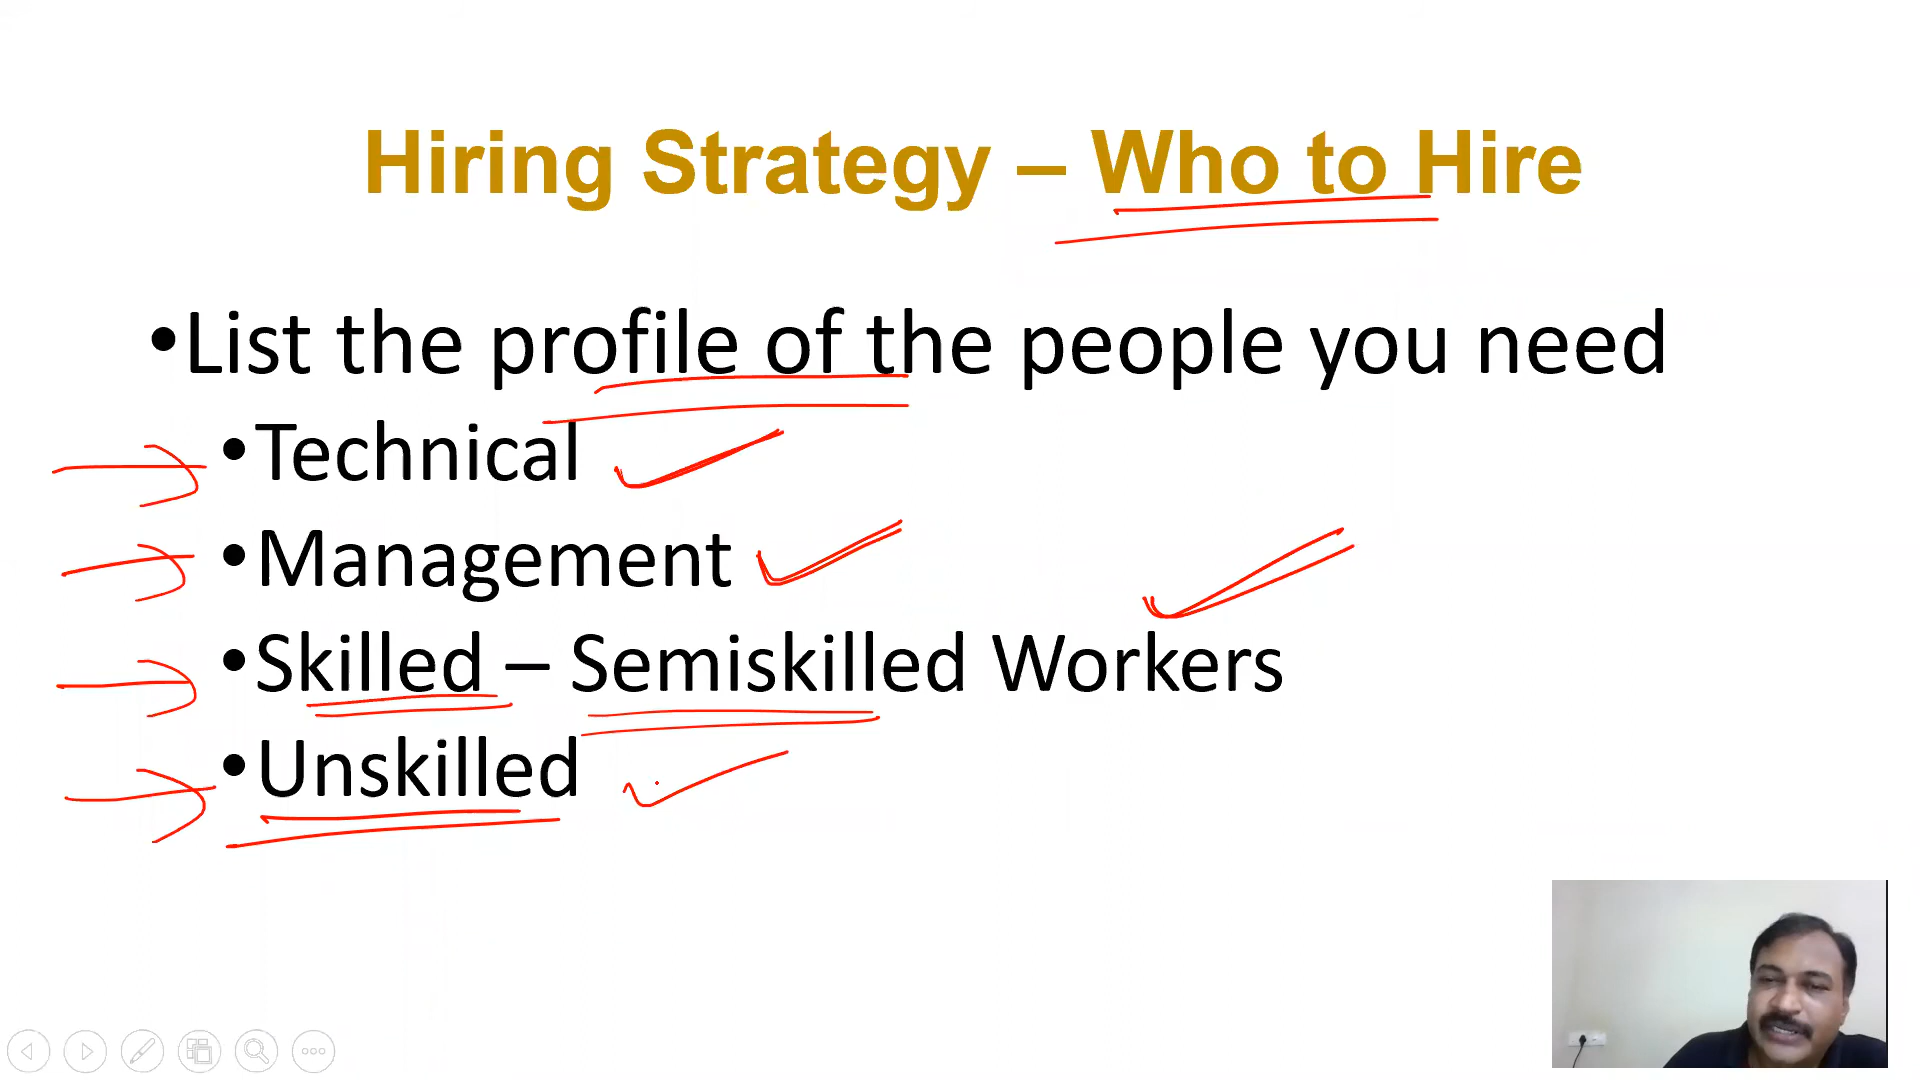 Hiring Strategy – Who to Hire
•List the profile of the people you need
•Technical
•Management
•Skilled – Semiskilled Workers
•Unskilled